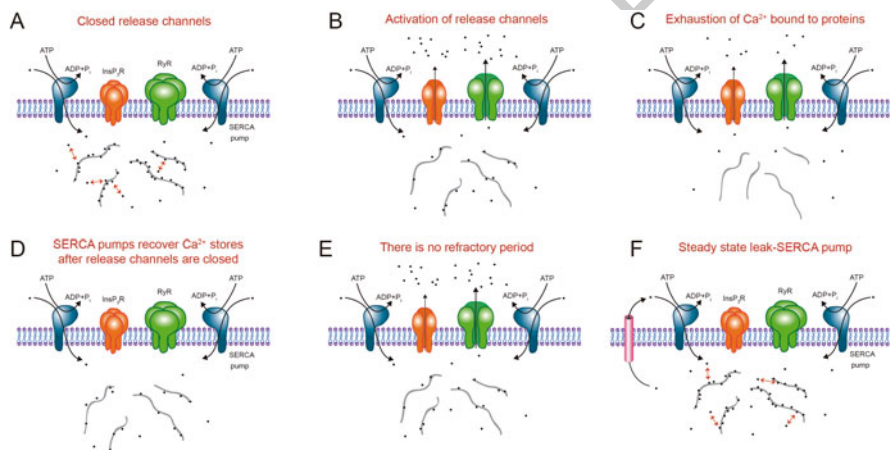 A
Closed release channels
ATP
ADP+Pi
InsP3R
RyR
ADP+Pi
ATP
SERCA
pump
B
Activation of release channels
ATP
ADP+Pi
ADP+Pi
ATP
C
Exhaustion of Ca²⁺ bound to proteins
ATP
ADP+Pi
ADP+Pi
ATP
D
SERCA pumps recover Ca²⁺ stores
after release channels are closed
ATP
ADP+Pi
InsP3R
RyR
ADP+Pi
ATP
SERCA
pump
E
There is no refractory period
ATP
ADP+Pi
ADP+Pi
ATP
F
Steady state leak-SERCA pump
ATP
ADP+Pi
InsP3R
RyR
ADP+Pi
ATP
SERCA
pump